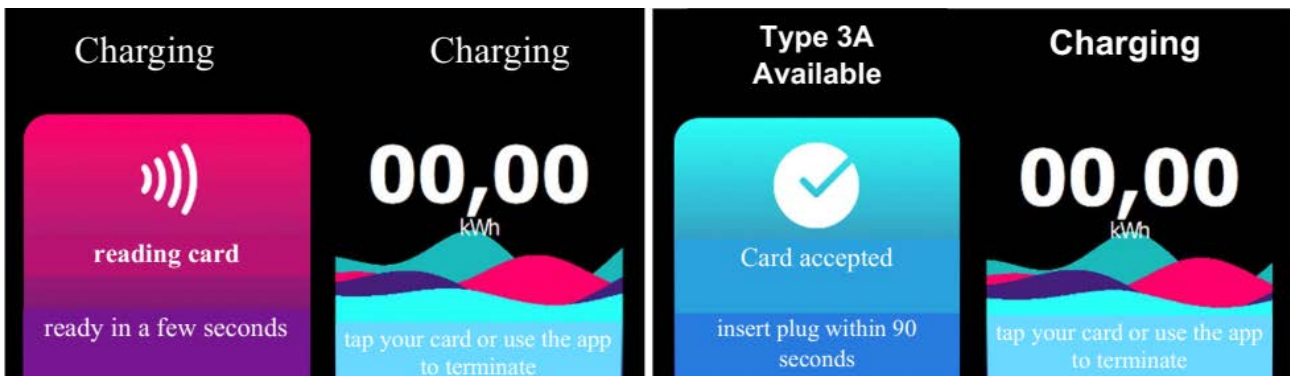 Charging
reading card
ready in a few seconds
Charging
00,00
kWh
tap your card or use the app
to terminate
Type 3A
Available
Card accepted
insert plug within 90
seconds
Charging
00,00
kWh
tap your card or use the app
to terminate